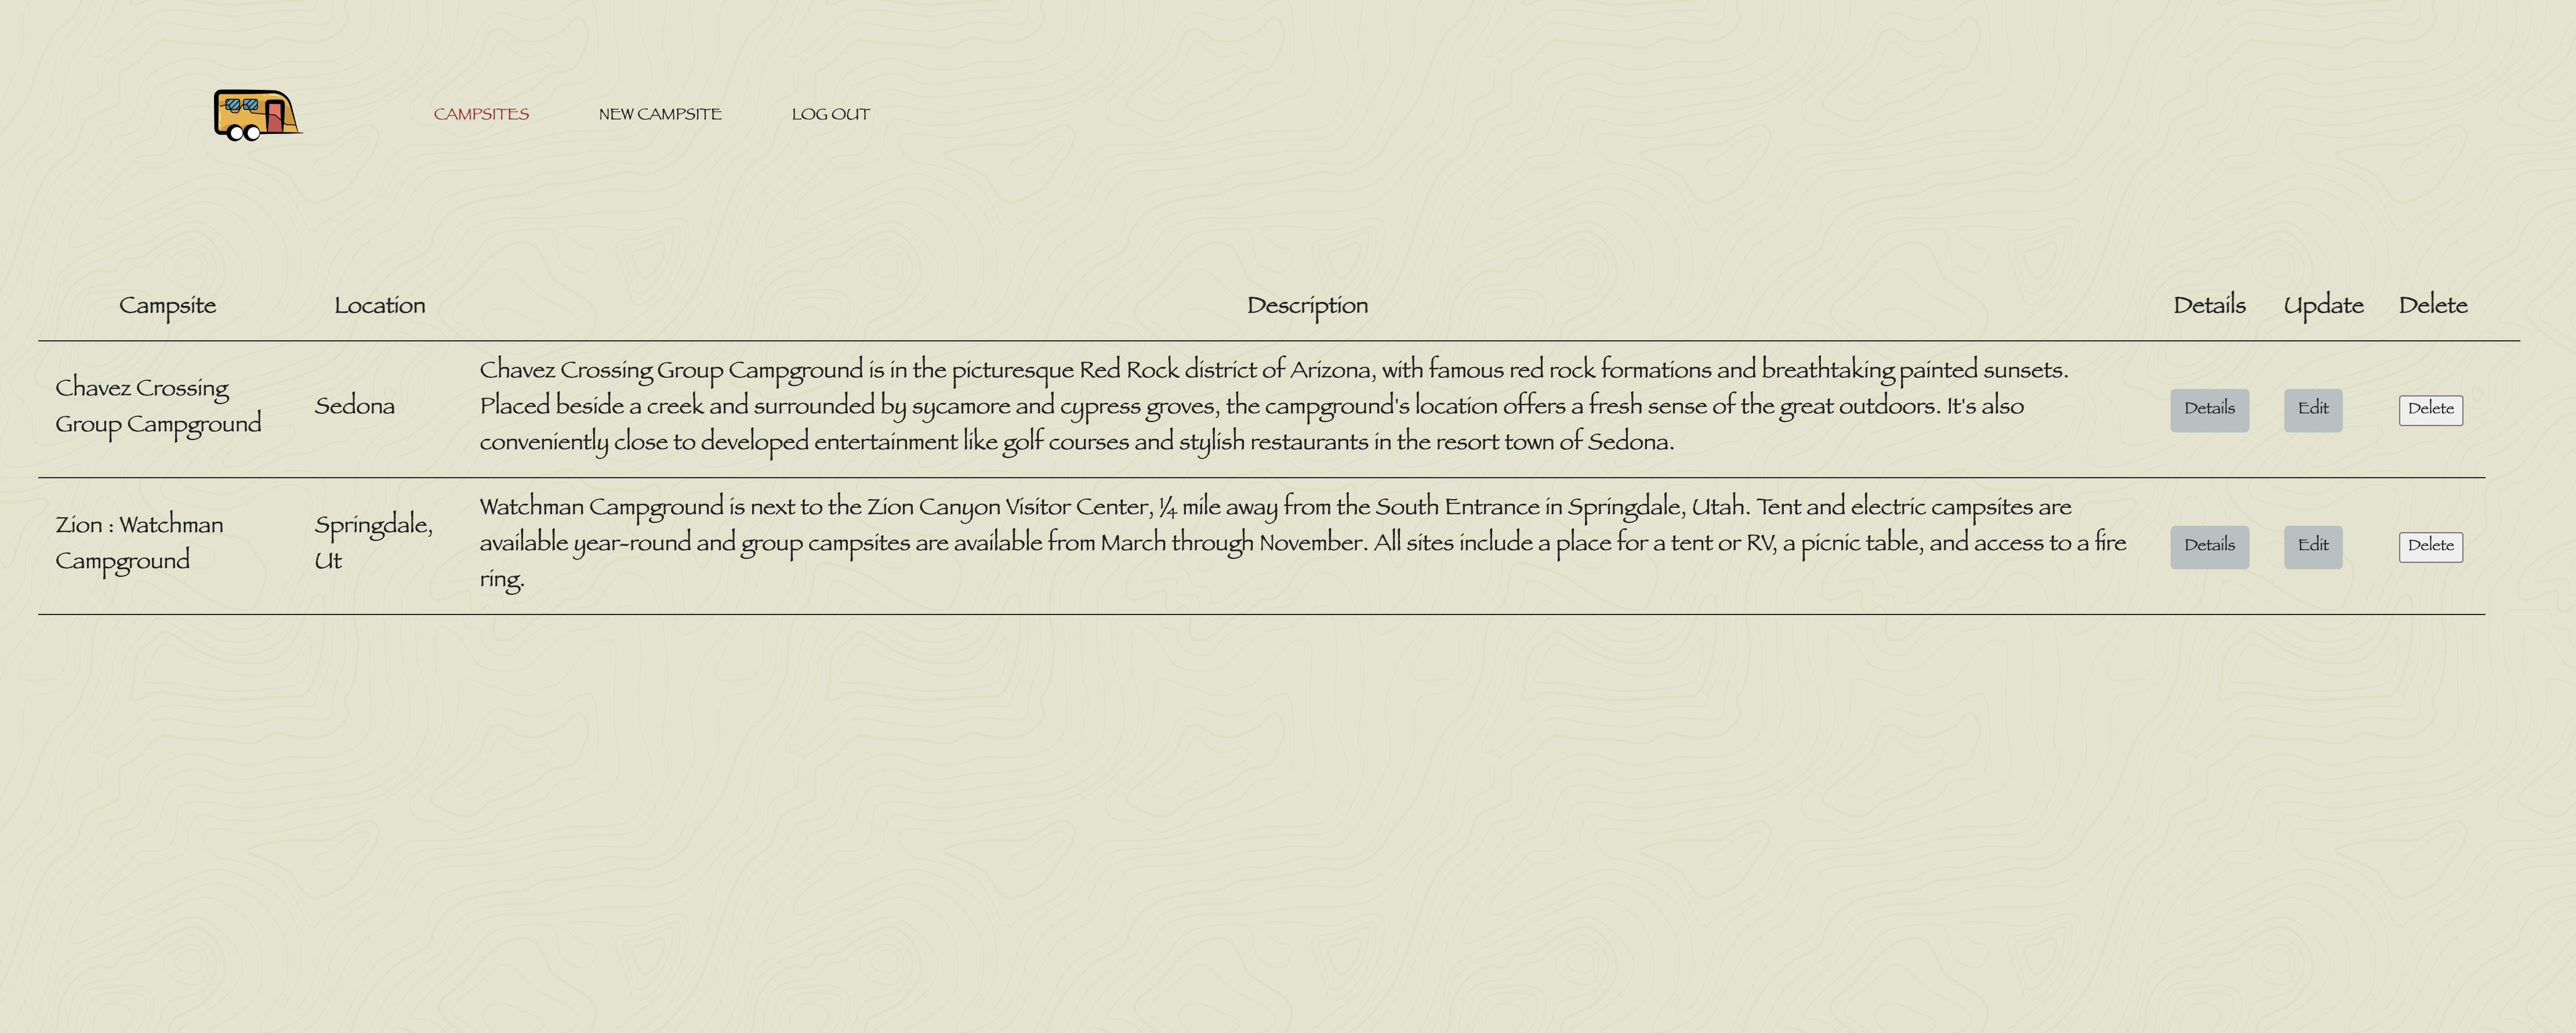 CAMPSITES NEW CAMPSITE LOG OUT
Campsite Location Description Details Update Delete
Chavez Crossing
Group Campground
Sedona
Chavez Crossing Group Campground is in the picturesque Red Rock district of Arizona, with famous red rock formations and breathtaking painted sunsets.
Placed beside a creek and surrounded by sycamore and cypress groves, the campground's location offers a fresh sense of the great outdoors. It's also
conveniently close to developed entertainment like golf courses and stylish restaurants in the resort town of Sedona.
Details Edit Delete
Zion : Watchman
Campground
Springdale,
Ut
Watchman Campground is next to the Zion Canyon Visitor Center, ¼ mile away from the South Entrance in Springdale, Utah. Tent and electric campsites are
available year-round and group campsites are available from March through November. All sites include a place for a tent or RV, a picnic table, and access to a fire
ring.
Details Edit Delete